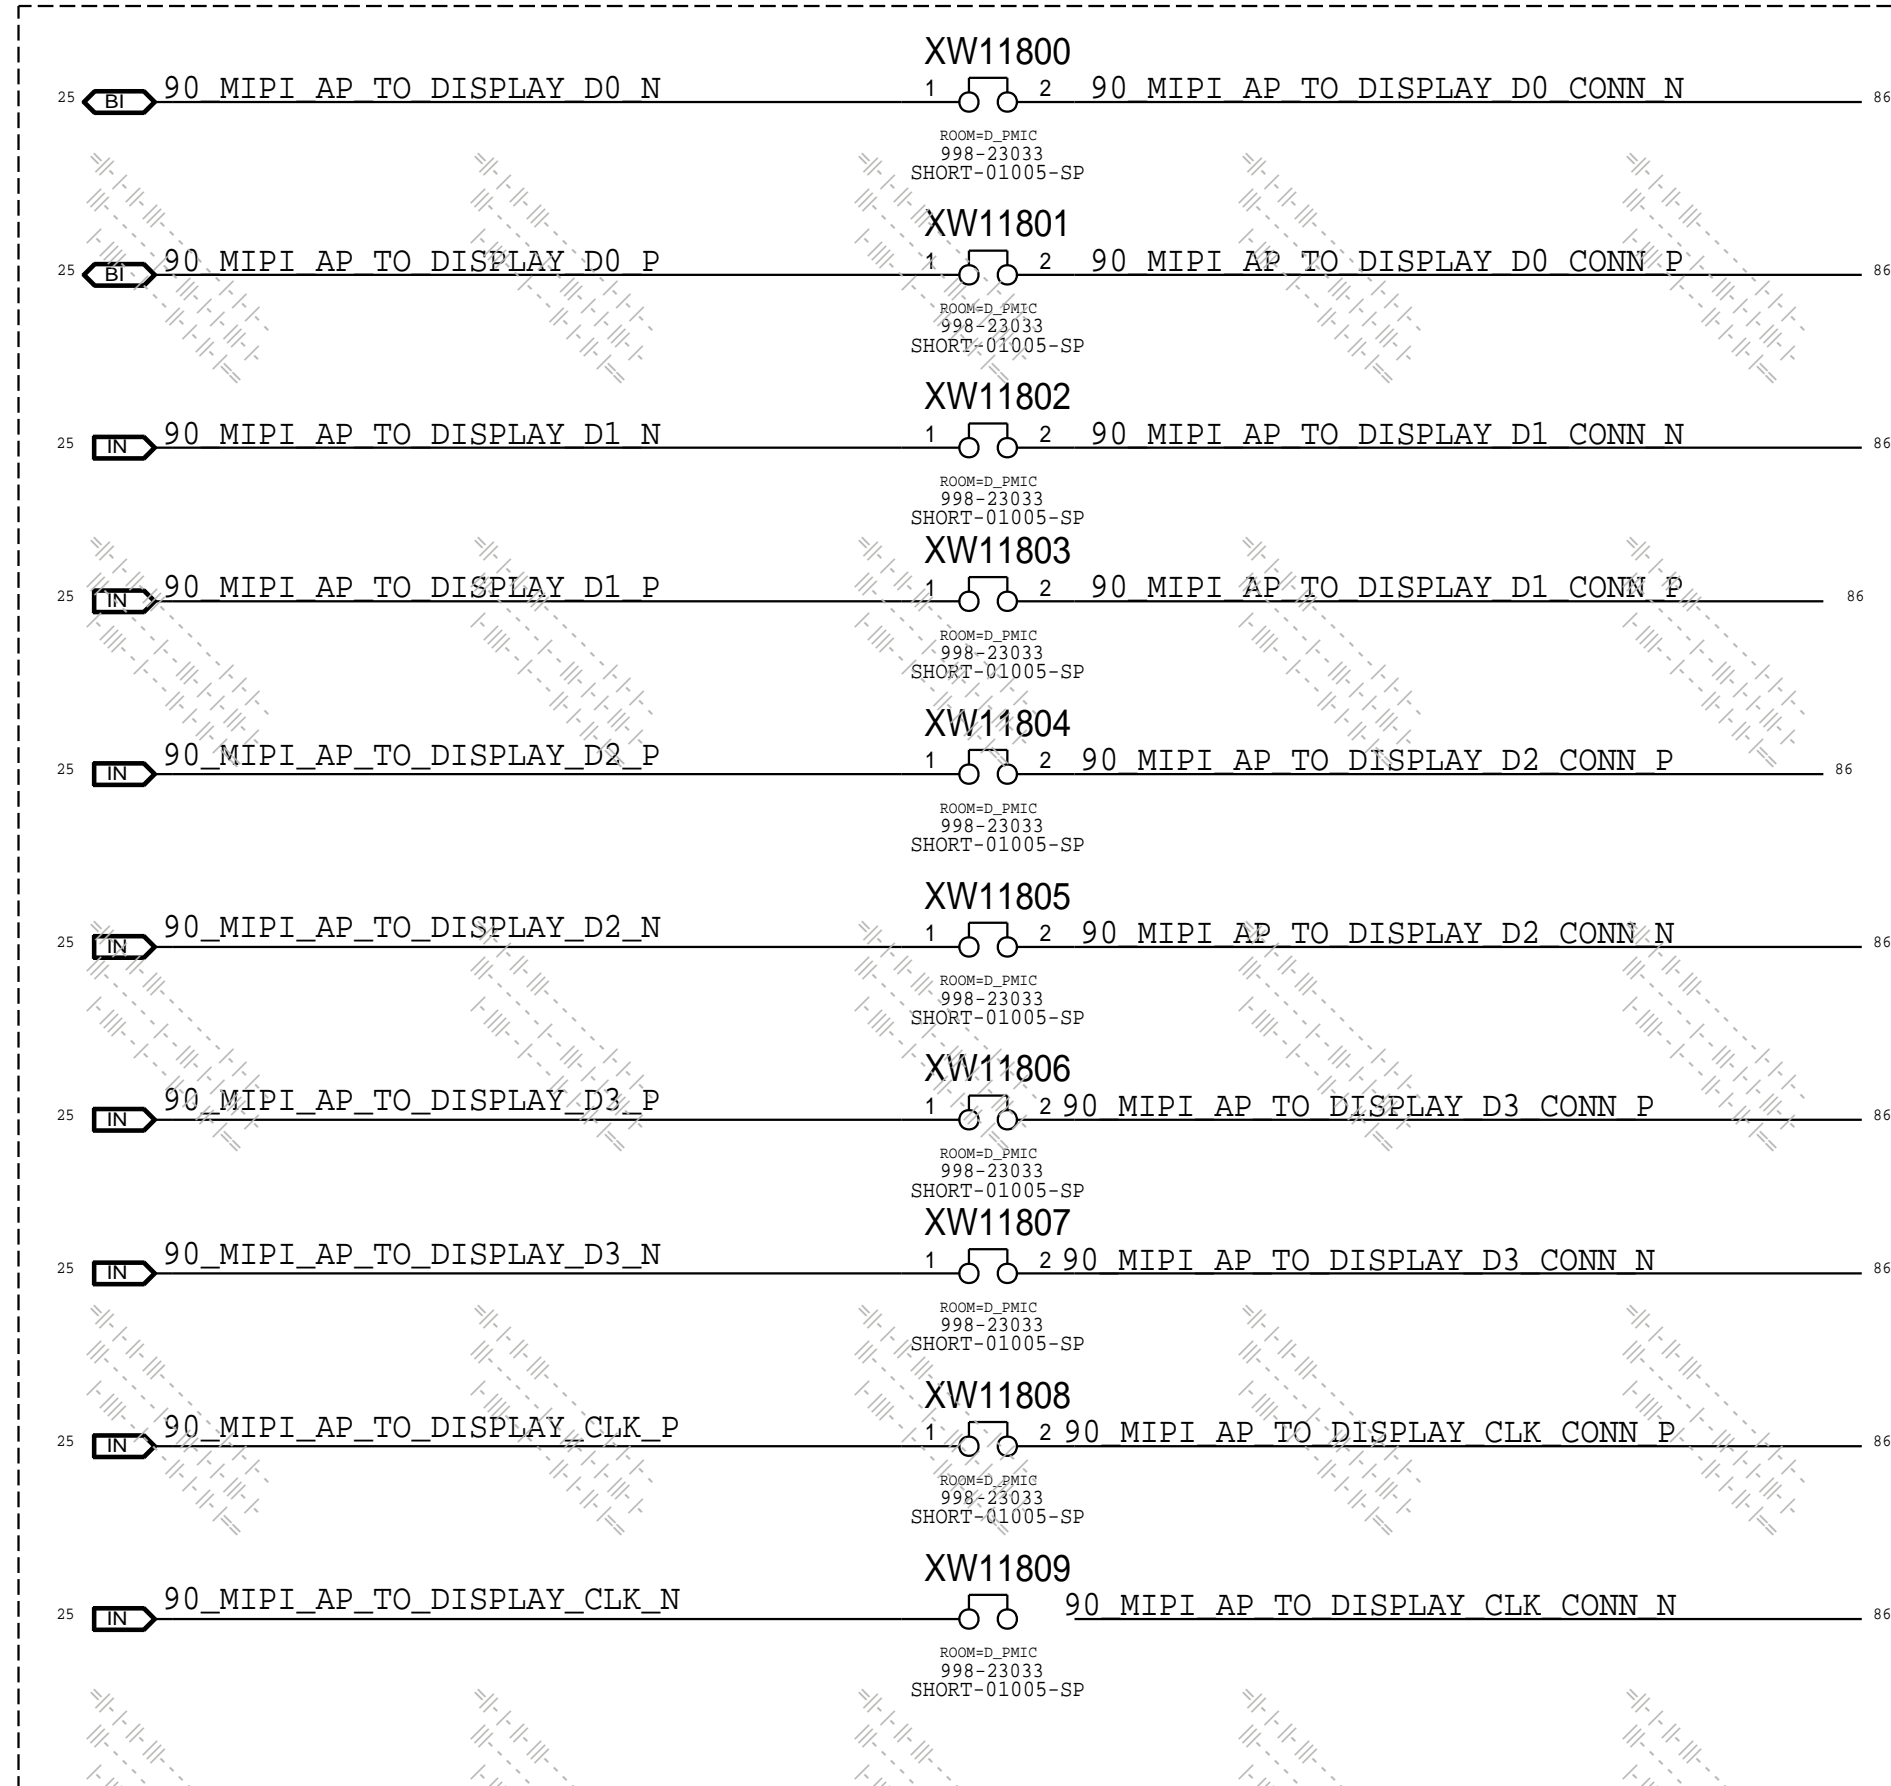 XW11800
25 BI 90_MIPI_AP_TO_DISPLAY_D0_N 1 2 90_MIPI_AP_TO_DISPLAY_D0_CONN_N 86
ROOM=D_PMIC
998-23033
SHORT-01005-SP
XW11801
25 BI 90_MIPI_AP_TO_DISPLAY_D0_P 1 2 90_MIPI_AP_TO_DISPLAY_D0_CONN_P 86
ROOM=D_PMIC
998-23033
SHORT-01005-SP
XW11802
25 IN 90_MIPI_AP_TO_DISPLAY_D1_N 1 2 90_MIPI_AP_TO_DISPLAY_D1_CONN_N 86
ROOM=D_PMIC
998-23033
SHORT-01005-SP
XW11803
25 IN 90_MIPI_AP_TO_DISPLAY_D1_P 1 2 90_MIPI_AP_TO_DISPLAY_D1_CONN_P 86
ROOM=D_PMIC
998-23033
SHORT-01005-SP
XW11804
25 IN 90_MIPI_AP_TO_DISPLAY_D2_P 1 2 90_MIPI_AP_TO_DISPLAY_D2_CONN_P 86
ROOM=D_PMIC
998-23033
SHORT-01005-SP
XW11805
25 IN 90_MIPI_AP_TO_DISPLAY_D2_N 1 2 90_MIPI_AP_TO_DISPLAY_D2_CONN_N 86
ROOM=D_PMIC
998-23033
SHORT-01005-SP
XW11806
25 IN 90_MIPI_AP_TO_DISPLAY_D3_P 1 2 90_MIPI_AP_TO_DISPLAY_D3_CONN_P 86
ROOM=D_PMIC
998-23033
SHORT-01005-SP
XW11807
25 IN 90_MIPI_AP_TO_DISPLAY_D3_N 1 2 90_MIPI_AP_TO_DISPLAY_D3_CONN_N 86
ROOM=D_PMIC
998-23033
SHORT-01005-SP
XW11808
25 IN 90_MIPI_AP_TO_DISPLAY_CLK_P 1 2 90_MIPI_AP_TO_DISPLAY_CLK_CONN_P 86
ROOM=D_PMIC
998-23033
SHORT-01005-SP
XW11809
25 IN 90_MIPI_AP_TO_DISPLAY_CLK_N 90_MIPI_AP_TO_DISPLAY_CLK_CONN_N 86
ROOM=D_PMIC
998-23033
SHORT-01005-SP